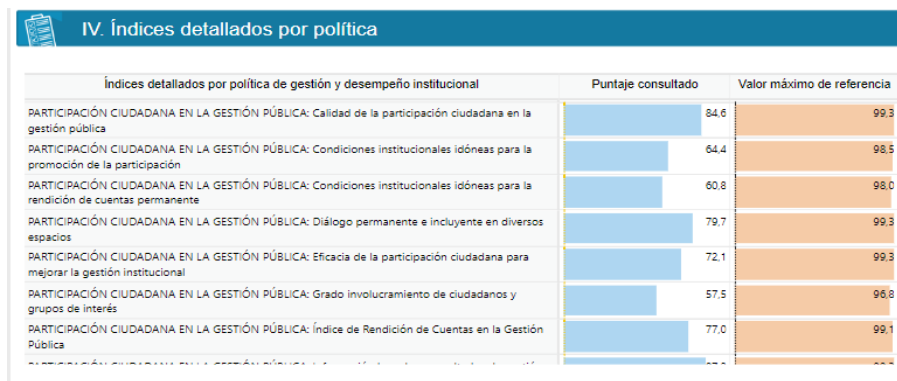 IV. Índices detallados por política
Índices detallados por política de gestión y desempeño institucional Puntaje consultado Valor máximo de referencia
PARTICIPACIÓN CIUDADANA EN LA GESTIÓN PÚBLICA: Calidad de la participación ciudadana en la 84,6 99,3
gestión pública
PARTICIPACIÓN CIUDADANA EN LA GESTIÓN PÚBLICA: Condiciones institucionales idóneas para la 64,4 98,5
promoción de la participación
PARTICIPACIÓN CIUDADANA EN LA GESTIÓN PÚBLICA: Condiciones institucionales idóneas para la 60,8 98,0
rendición de cuentas permanente
PARTICIPACIÓN CIUDADANA EN LA GESTIÓN PÚBLICA: Diálogo permanente e incluyente en diversos 79,7 99,3
espacios
PARTICIPACIÓN CIUDADANA EN LA GESTIÓN PÚBLICA: Eficacia de la participación ciudadana para 72,1 99,3
mejorar la gestión institucional
PARTICIPACIÓN CIUDADANA EN LA GESTIÓN PÚBLICA: Grado involucramiento de ciudadanos y 57,5 96,8
grupos de interés
PARTICIPACIÓN CIUDADANA EN LA GESTIÓN PÚBLICA: Índice de Rendición de Cuentas en la Gestión 77,0 99,1
Pública